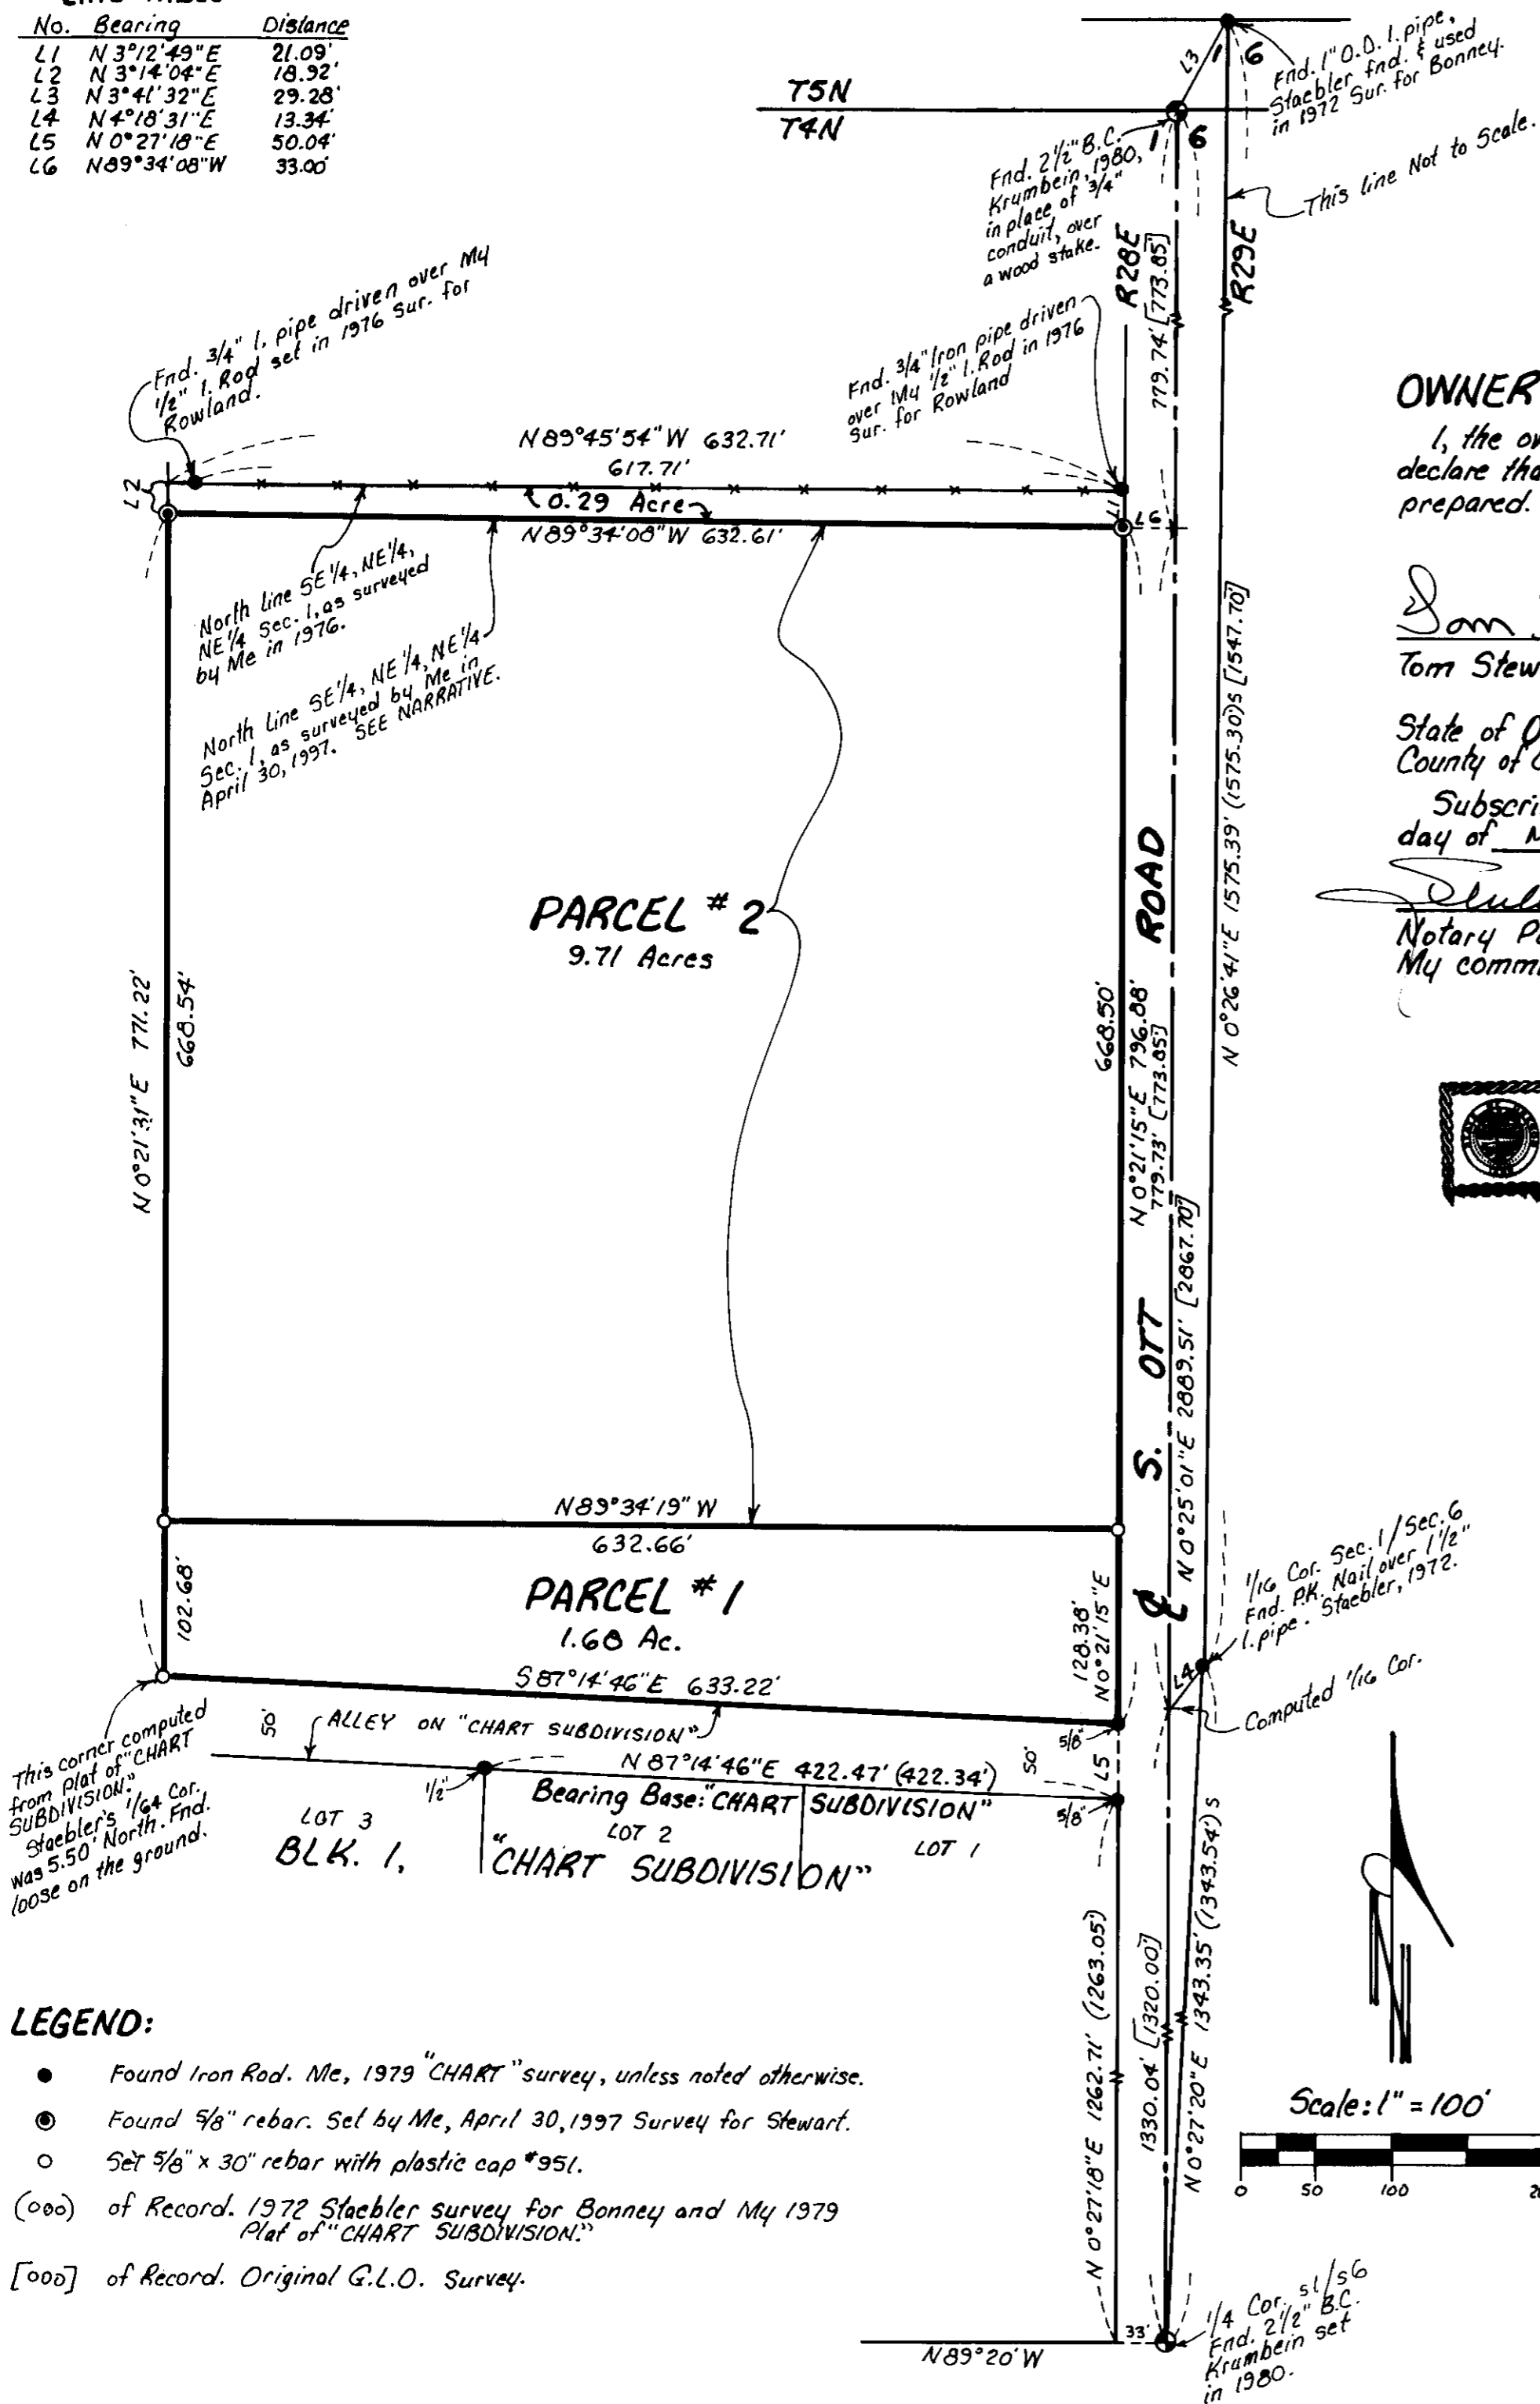 No. Bearing Distance
L1 N 3°12'49"E 21.09'
L2 N 3°14'04"E 18.92'
L3 N 3°41'32"E 29.28'
L4 N 4°18'31"E 13.34'
L5 N 0°27'18"E 50.04'
L6 N89°34'08"W 33.00'
T5N
T4N
L3
1 6
Fnd. 1" O.D. I. pipe,
Staebler fnd. & used
in 1972 Sur. for Bonney.
This line Not to Scale.
1 6
Fnd. 2½" B.C.
Krumbein, 1980,
in place of 3/4"
conduit, over
a wood stake.
R28E
R29E
779.74' [773.85']
Fnd. 3/4" I. pipe driven over My
1/2" I. Rod set in 1976 Sur. for
Rowland.
Fnd. 3/4" Iron pipe driven
over My 1/2" I. Rod in 1976
Sur. for Rowland
N89°45'54"W 632.71'
617.71'
L2
0.29 Acre
L1
L6
N89°34'08"W 632.61'
North line SE¼, NE¼,
NE¼ Sec. 1, as surveyed
by Me in 1976.
North Line SE¼, NE¼, NE¼
Sec. 1, as surveyed by Me in
April 30, 1997. SEE NARRATIVE.
OWNER
I, the ow
declare tha
prepared.
Tom Stew
State of O
County of
Subscri
day of
Notary P
My comm
N 0°26'41"E 1575.39' (1575.30')s [1547.70']
PARCEL #2
9.71 Acres
N 0°21'31"E 771.22'
668.54'
668.50'
N 0°21'15"E 796.88'
779.73' [773.85']
S. OTT ROAD
N 0°25'01"E 2889.51' [2867.70']
℄
N89°34'19"W
632.66'
PARCEL #1
1.68 Ac.
102.68'
128.38'
N0°21'15"E
S87°14'46"E 633.22'
1/16 Cor. Sec. 1/Sec. 6
Fnd. P.K. Nail over 1½"
I. pipe. Staebler, 1972.
L4
Computed 1/16 Cor.
This corner computed
from plat of "CHART
SUBDIVISION."
Staebler's 1/64 Cor.
was 5.50' North. Fnd.
loose on the ground.
50'
ALLEY ON "CHART SUBDIVISION"
5/8"
50'
L5
1/2"
N 87°14'46"E 422.47' (422.34')
Bearing Base: "CHART SUBDIVISION"
5/8"
LOT 3
LOT 2
LOT 1
BLK. 1, "CHART SUBDIVISION"
N 0°27'18"E 1262.71' (1263.05')
1330.04' [1320.00']
N 0°27'20"E 1343.35' (1343.54')s
LEGEND:
● Found Iron Rod. Me, 1979 "CHART" survey, unless noted otherwise.
Found 5/8" rebar. Set by Me, April 30, 1997 Survey for Stewart.
○ Set 5/8" x 30" rebar with plastic cap #951.
(000) of Record. 1972 Staebler survey for Bonney and My 1979
Plat of "CHART SUBDIVISION."
[000] of Record. Original G.L.O. Survey.
N
Scale: 1" = 100'
0 50 100
33'
N89°20'W
1/4 Cor. s1/s6
Fnd. 2½" B.C.
Krumbein set
in 1980.